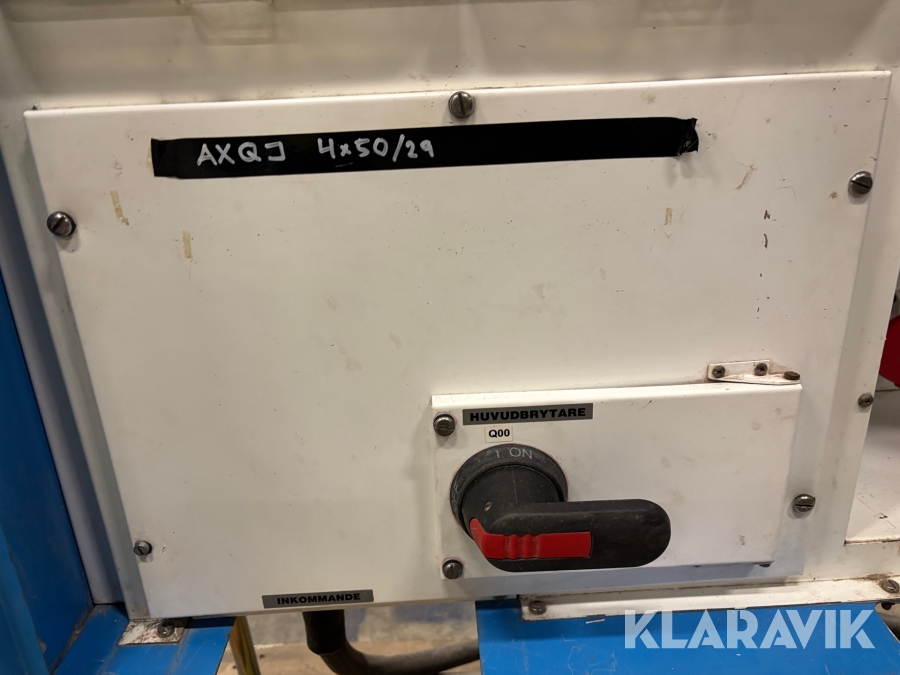 AXQJ 4x50/29
HUVUDBRYTARE
Q00
I ON
INKOMMANDE
KLARAVIK